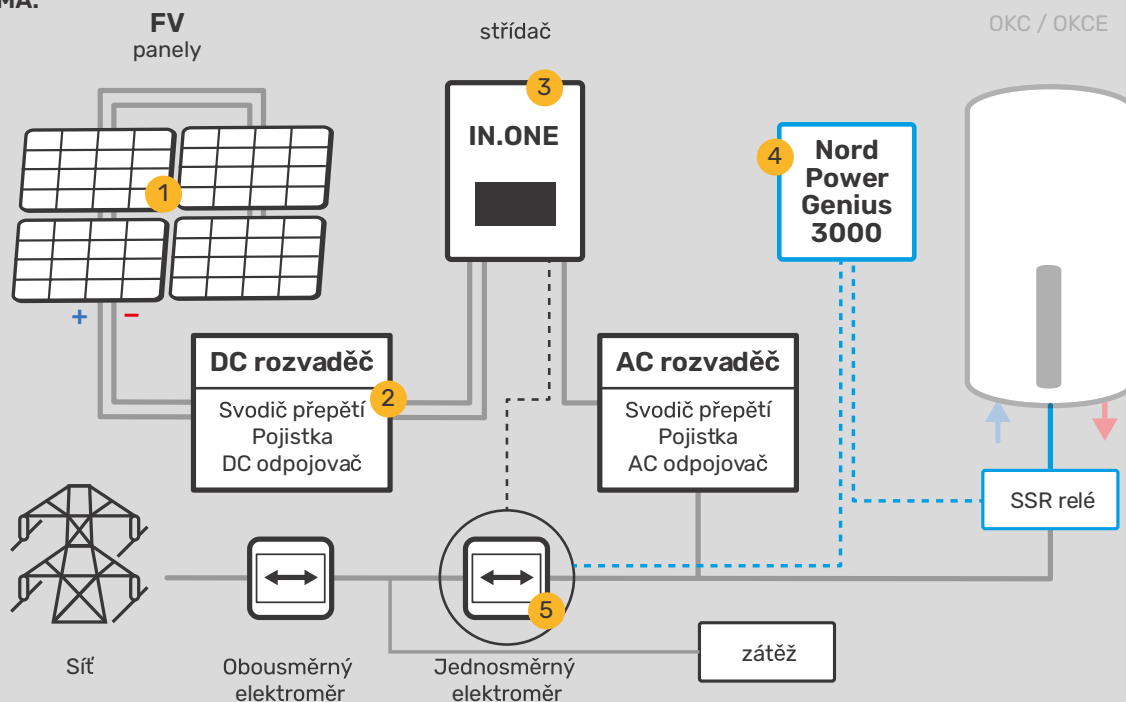 MA.
FV
panely
střídač
OKC / OKCE
3
IN.ONE
4
Nord
Power
Genius
3000
1
+ −
DC rozvaděč
2
Svodič přepětí
Pojistka
DC odpojovač
AC rozvaděč
Svodič přepětí
Pojistka
AC odpojovač
SSR relé
5
Síť
Obousměrný
elektroměr
Jednosměrný
elektroměr
zátěž